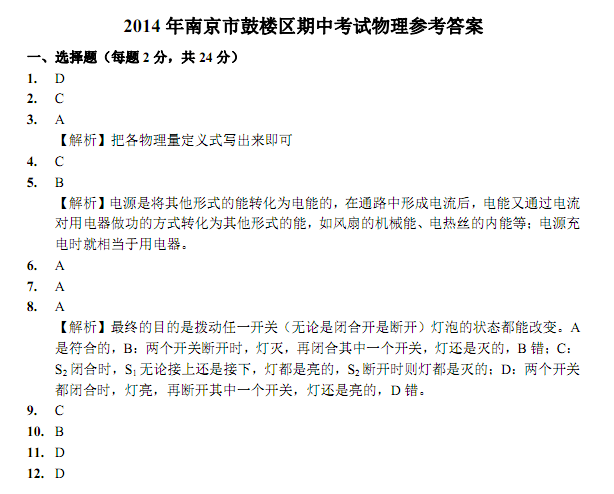 2014 年南京市鼓楼区期中考试物理参考答案
一、选择题（每题 2 分，共 24 分）
1. D
2. C
3. A
【解析】把各物理量定义式写出来即可
4. C
5. B
【解析】电源是将其他形式的能转化为电能的，在通路中形成电流后，电能又通过电流
对用电器做功的方式转化为其他形式的能，如风扇的机械能、电热丝的内能等；电源充
电时就相当于用电器。
6. A
7. A
8. A
【解析】最终的目的是拨动任一开关（无论是闭合开是断开）灯泡的状态都能改变。A
是符合的，B：两个开关断开时，灯灭，再闭合其中一个开关，灯还是灭的，B 错；C：
S₂ 闭合时，S₁ 无论接上还是接下，灯都是亮的，S₂ 断开时则灯都是灭的；D：两个开关
都闭合时，灯亮，再断开其中一个开关，灯还是亮的，D 错。
9. C
10. B
11. D
12. D